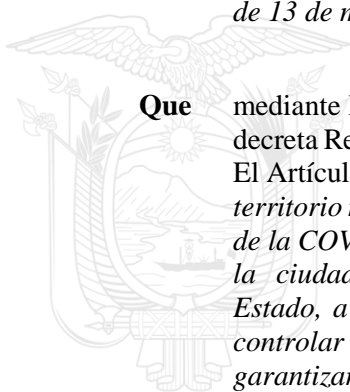 de 13 de m
Que mediante
decreta Re
El Artícul
territorio
de la COV
la ciudad
Estado, a
controlar
garantizar